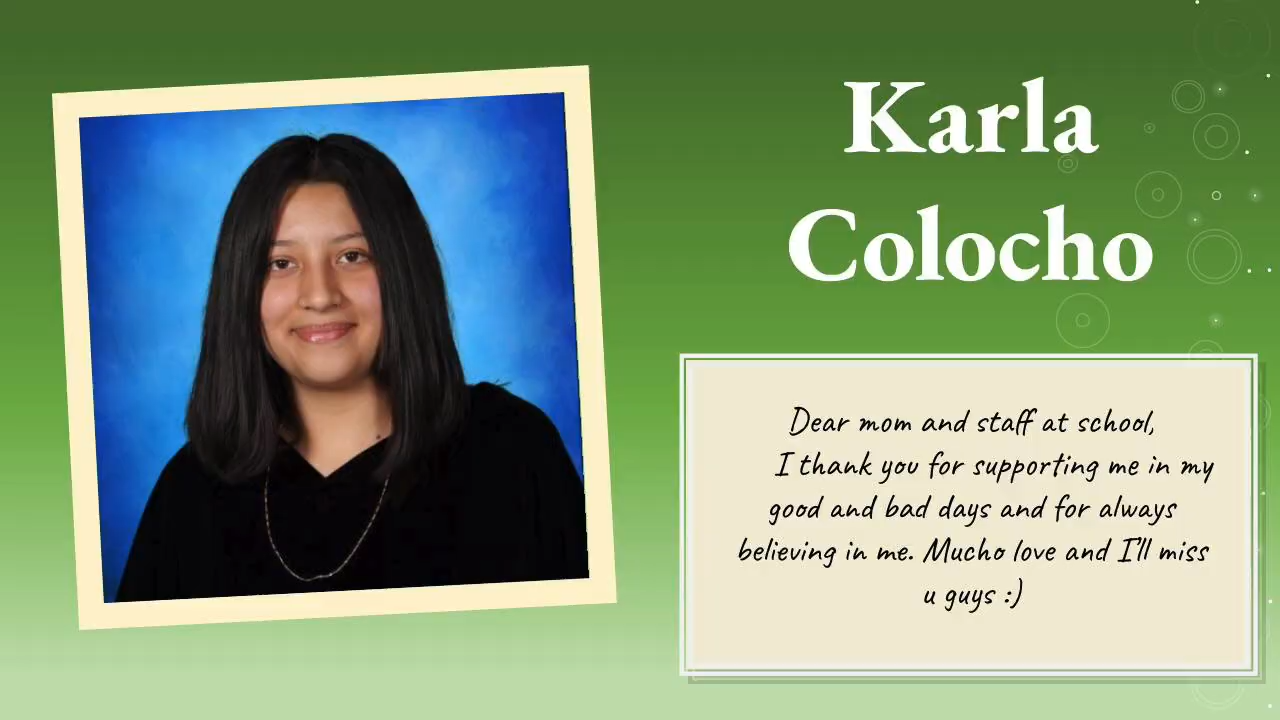 Karla
Colocho
Dear mom and staff at school,
I thank you for supporting me in my
good and bad days and for always
believing in me. Mucho love and I'll miss
u guys :)